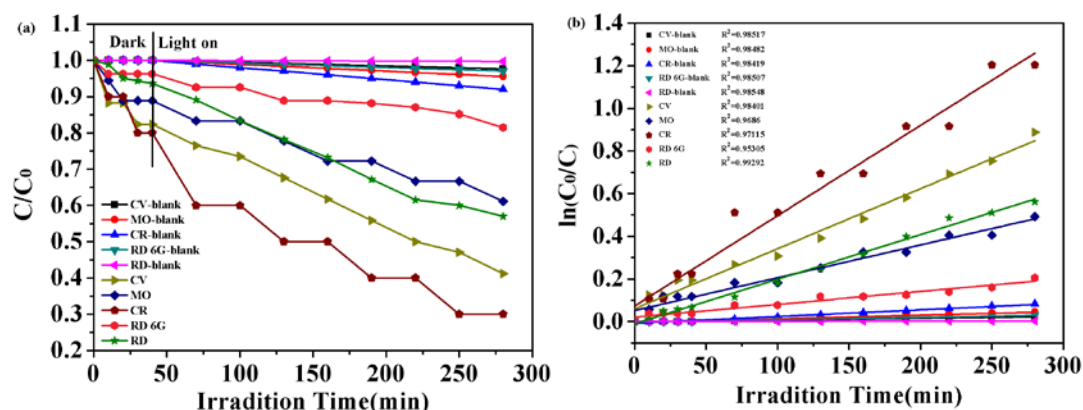 (a)
1.1
1.0
0.9
0.8
0.7
0.6
0.5
0.4
0.3
0.2
C/C0
Dark
Light on
CV-blank
MO-blank
CR-blank
RD 6G-blank
RD-blank
CV
MO
CR
RD 6G
RD
0 50 100 150 200 250 300
Irradition Time(min)
(b)
1.4
1.2
1.0
0.8
0.6
0.4
0.2
0.0
ln(C0/C)
CV-blank R²=0.98517
MO-blank R²=0.98482
CR-blank R²=0.98419
RD 6G-blank R²=0.98507
RD-blank R²=0.98548
CV R²=0.98401
MO R²=0.9686
CR R²=0.97115
RD 6G R²=0.95305
RD R²=0.99292
0 50 100 150 200 250 300
Irradition Time(min)